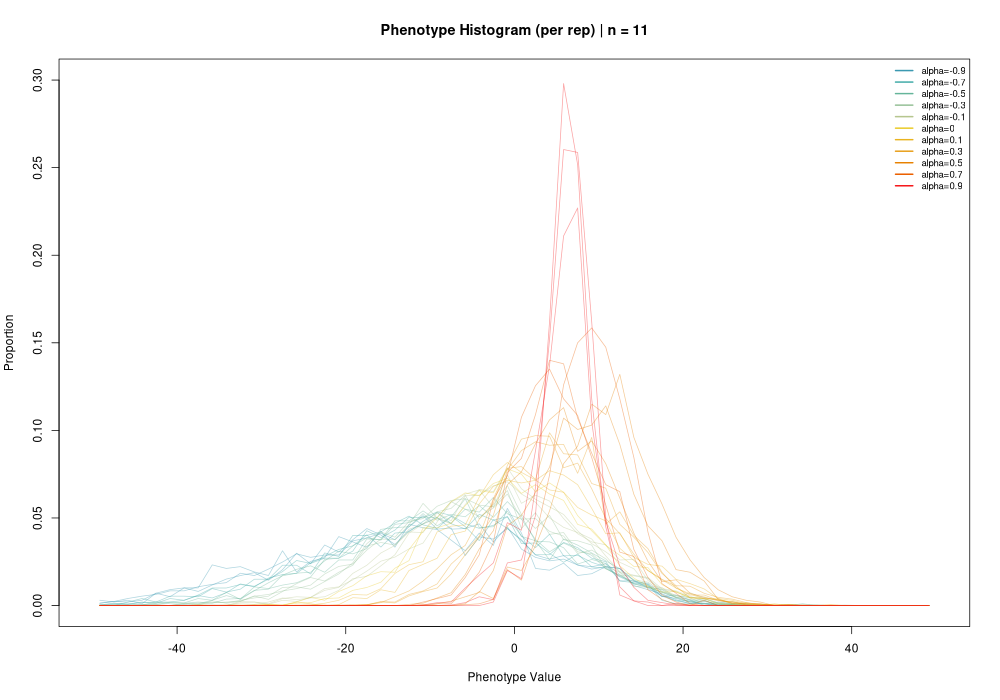 Phenotype Histogram (per rep) | n = 11
alpha=-0.9
alpha=-0.7
alpha=-0.5
alpha=-0.3
alpha=-0.1
alpha=0
alpha=0.1
alpha=0.3
alpha=0.5
alpha=0.7
alpha=0.9
Proportion
0.30
0.25
0.20
0.15
0.10
0.05
0.00
-40 -20 0 20 40
Phenotype Value